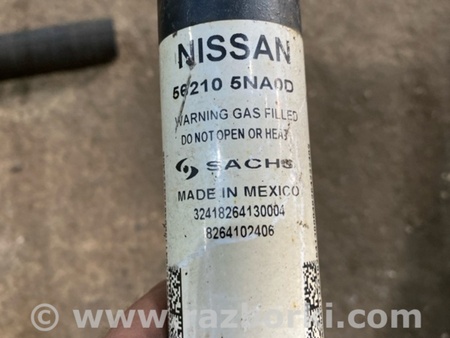 NISSAN
56210 5NA0D
WARNING GAS FILLED
DO NOT OPEN OR HEAT
SACHS
MADE IN MEXICO
32418264130004
8264102406
© www.razborki.com